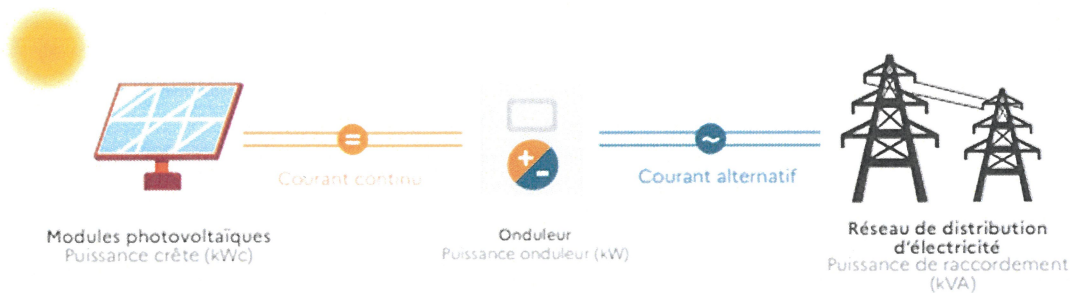 =
~
+
-
Courant continu
Courant alternatif
Modules photovoltaïques
Puissance crête (kWc)
Onduleur
Puissance onduleur (kW)
Réseau de distribution
d'électricité
Puissance de raccordement
(kVA)